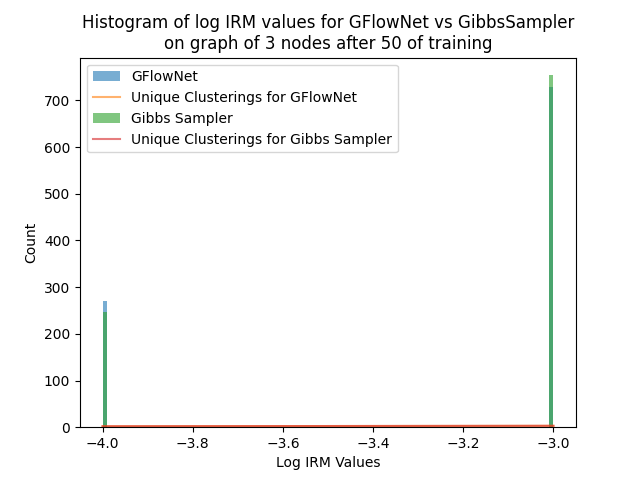 Histogram of log IRM values for GFlowNet vs GibbsSampler
on graph of 3 nodes after 50 of training
GFlowNet
Unique Clusterings for GFlowNet
Gibbs Sampler
Unique Clusterings for Gibbs Sampler
Count
700
600
500
400
300
200
100
0
−4.0 −3.8 −3.6 −3.4 −3.2 −3.0
Log IRM Values